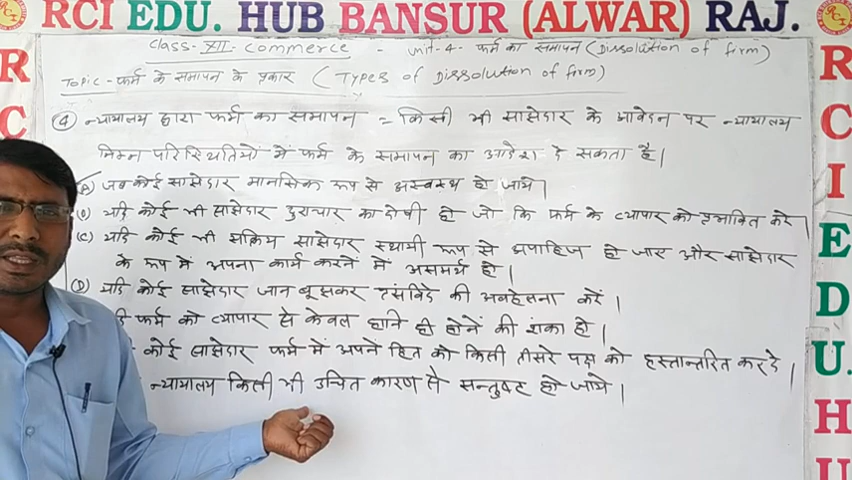 RCI EDU. HUB BANSUR (ALWAR) RAJ.
Class-XII-Commerce - Unit-4- फर्म का समापन (Dissolution of firm)
Topic- फर्म के समापन के प्रकार (Types of Dissolution of firm)
④ न्यायालय द्वारा फर्म का समापन = किसी भी साझेदार के आवेदन पर न्यायालय
निम्न परिस्थितियों में फर्म के समापन का आदेश दे सकता है।
(A) जब कोई साझेदार मानसिक रूप से अस्वस्थ हो जाये।
(B) यदि कोई भी साझेदार दुराचार का दोषी हो जो कि फर्म के व्यापार को प्रभावित करे।
(C) यदि कोई भी सक्रिय साझेदार स्थायी रूप से अपाहिज हो जाए और साझेदार
के रूप में अपना कार्य करने में असमर्थ हो।
(D) यदि कोई साझेदार जान बूझकर संविदे की अवहेलना करें।
फर्म को व्यापार से केवल हानि ही होनें की शंका हो।
कोई साझेदार फर्म में अपने हित को किसी तीसरे पक्ष को हस्तान्तरित कर दे।
न्यायालय किसी भी उचित कारण से सन्तुष्ट हो जाये।
R
C
R
C
I
E
D
U.
H